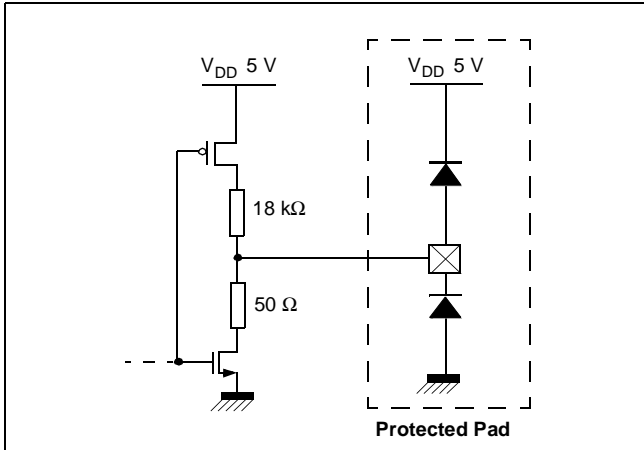 V_DD 5 V
V_DD 5 V
18 kΩ
50 Ω
Protected Pad